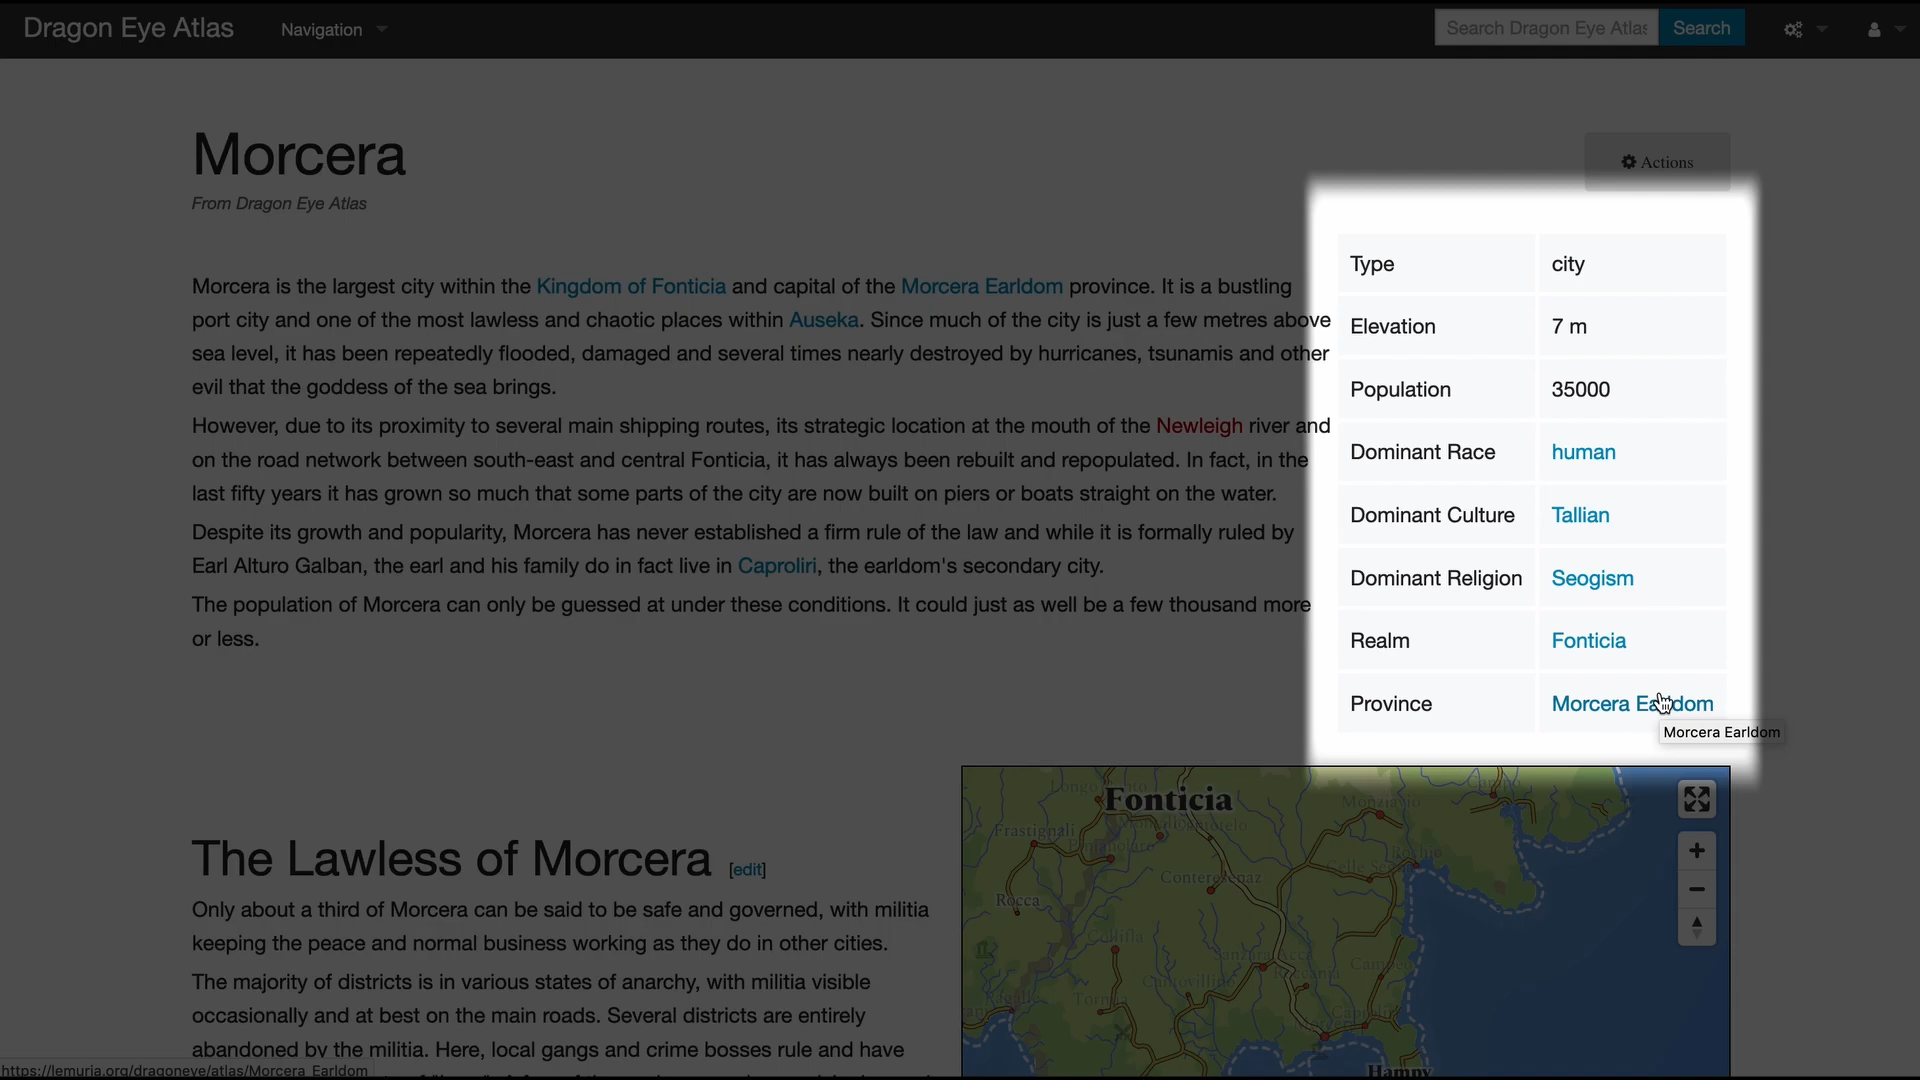 Dragon Eye Atlas
Navigation
Search Dragon Eye Atlas
Search
Morcera
Actions
From Dragon Eye Atlas
Morcera is the largest city within the Kingdom of Fonticia and capital of the Morcera Earldom province. It is a bustling
port city and one of the most lawless and chaotic places within Auseka. Since much of the city is just a few metres above
sea level, it has been repeatedly flooded, damaged and several times nearly destroyed by hurricanes, tsunamis and other
evil that the goddess of the sea brings.
However, due to its proximity to several main shipping routes, its strategic location at the mouth of the Newleigh river and
on the road network between south-east and central Fonticia, it has always been rebuilt and repopulated. In fact, in the
last fifty years it has grown so much that some parts of the city are now built on piers or boats straight on the water.
Despite its growth and popularity, Morcera has never established a firm rule of the law and while it is formally ruled by
Earl Alturo Galban, the earl and his family do in fact live in Caproliri, the earldom's secondary city.
The population of Morcera can only be guessed at under these conditions. It could just as well be a few thousand more
or less.
Type city
Elevation 7 m
Population 35000
Dominant Race human
Dominant Culture Tallian
Dominant Religion Seogism
Realm Fonticia
Province Morcera Earldom
Morcera Earldom
The Lawless of Morcera [edit]
Only about a third of Morcera can be said to be safe and governed, with militia
keeping the peace and normal business working as they do in other cities.
The majority of districts is in various states of anarchy, with militia visible
occasionally and at best on the main roads. Several districts are entirely
abandoned by the militia. Here, local gangs and crime bosses rule and have
https://lemuria.org/dragoneye/atlas/Morcera_Earldom
Fonticia
Frastignali
Rocca
Collifla